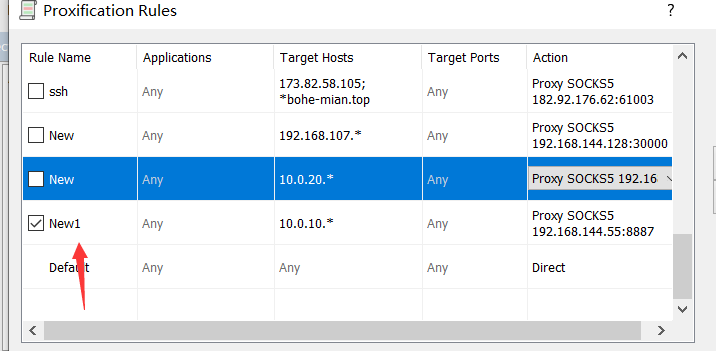 Proxification Rules
?
Rule Name Applications Target Hosts Target Ports Action
ssh Any 173.82.58.105; Any Proxy SOCKS5
*bohe-mian.top 182.92.176.62:61003
New Any 192.168.107.* Any Proxy SOCKS5
192.168.144.128:30000
New Any 10.0.20.* Any Proxy SOCKS5 192.16
New1 Any 10.0.10.* Any Proxy SOCKS5
192.168.144.55:8887
Default Any Any Any Direct